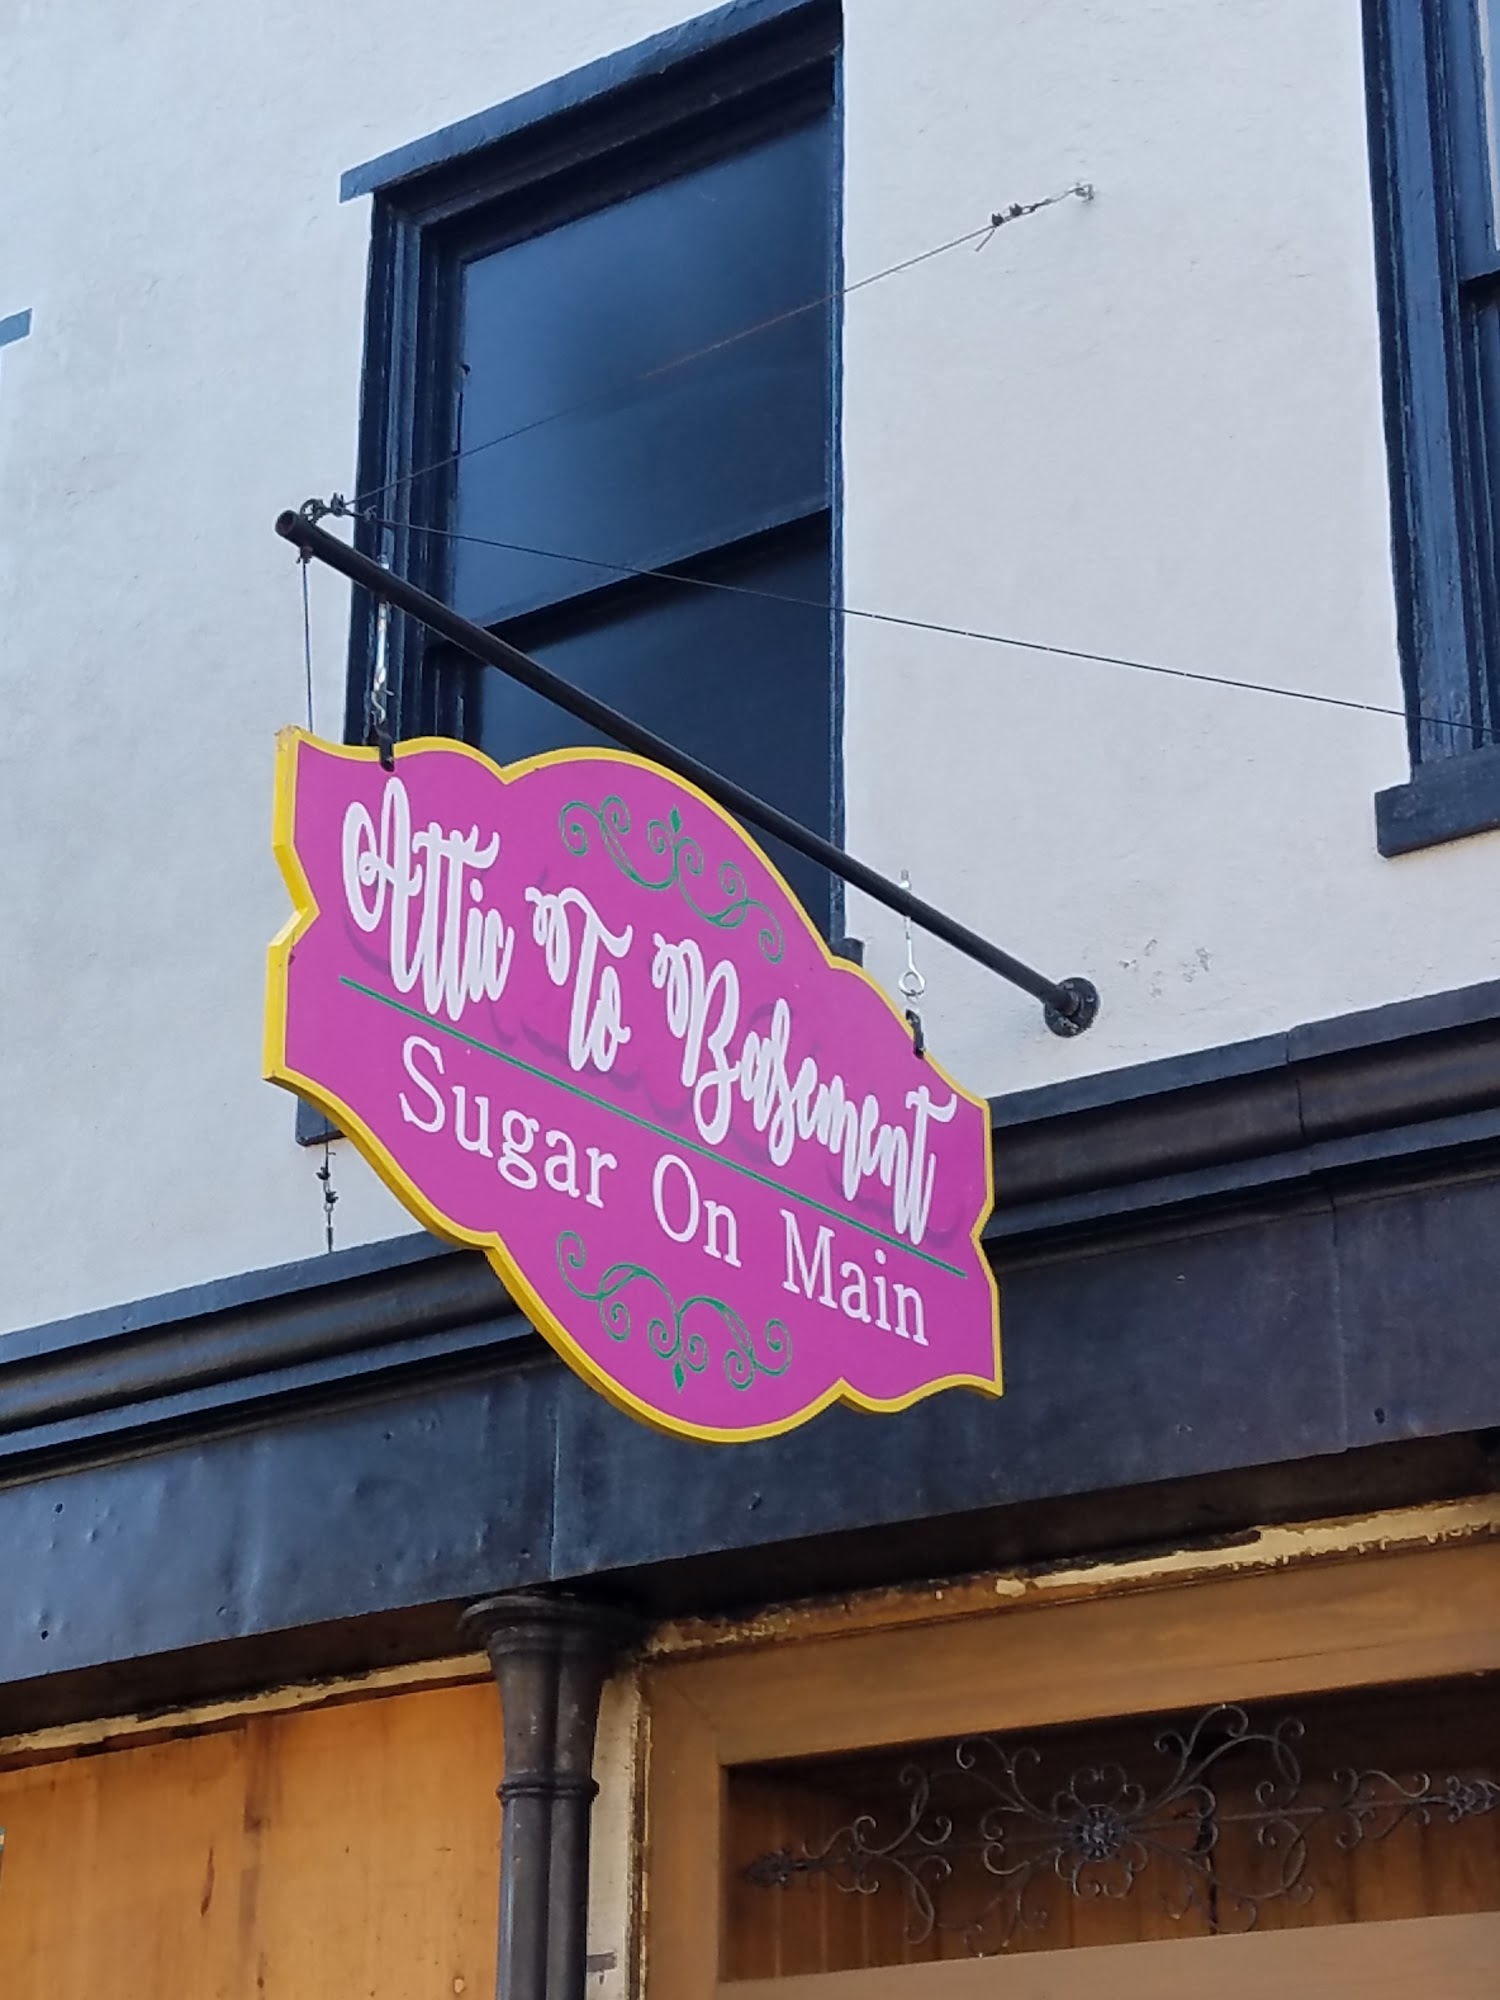 Attic To Basement
Sugar On Main